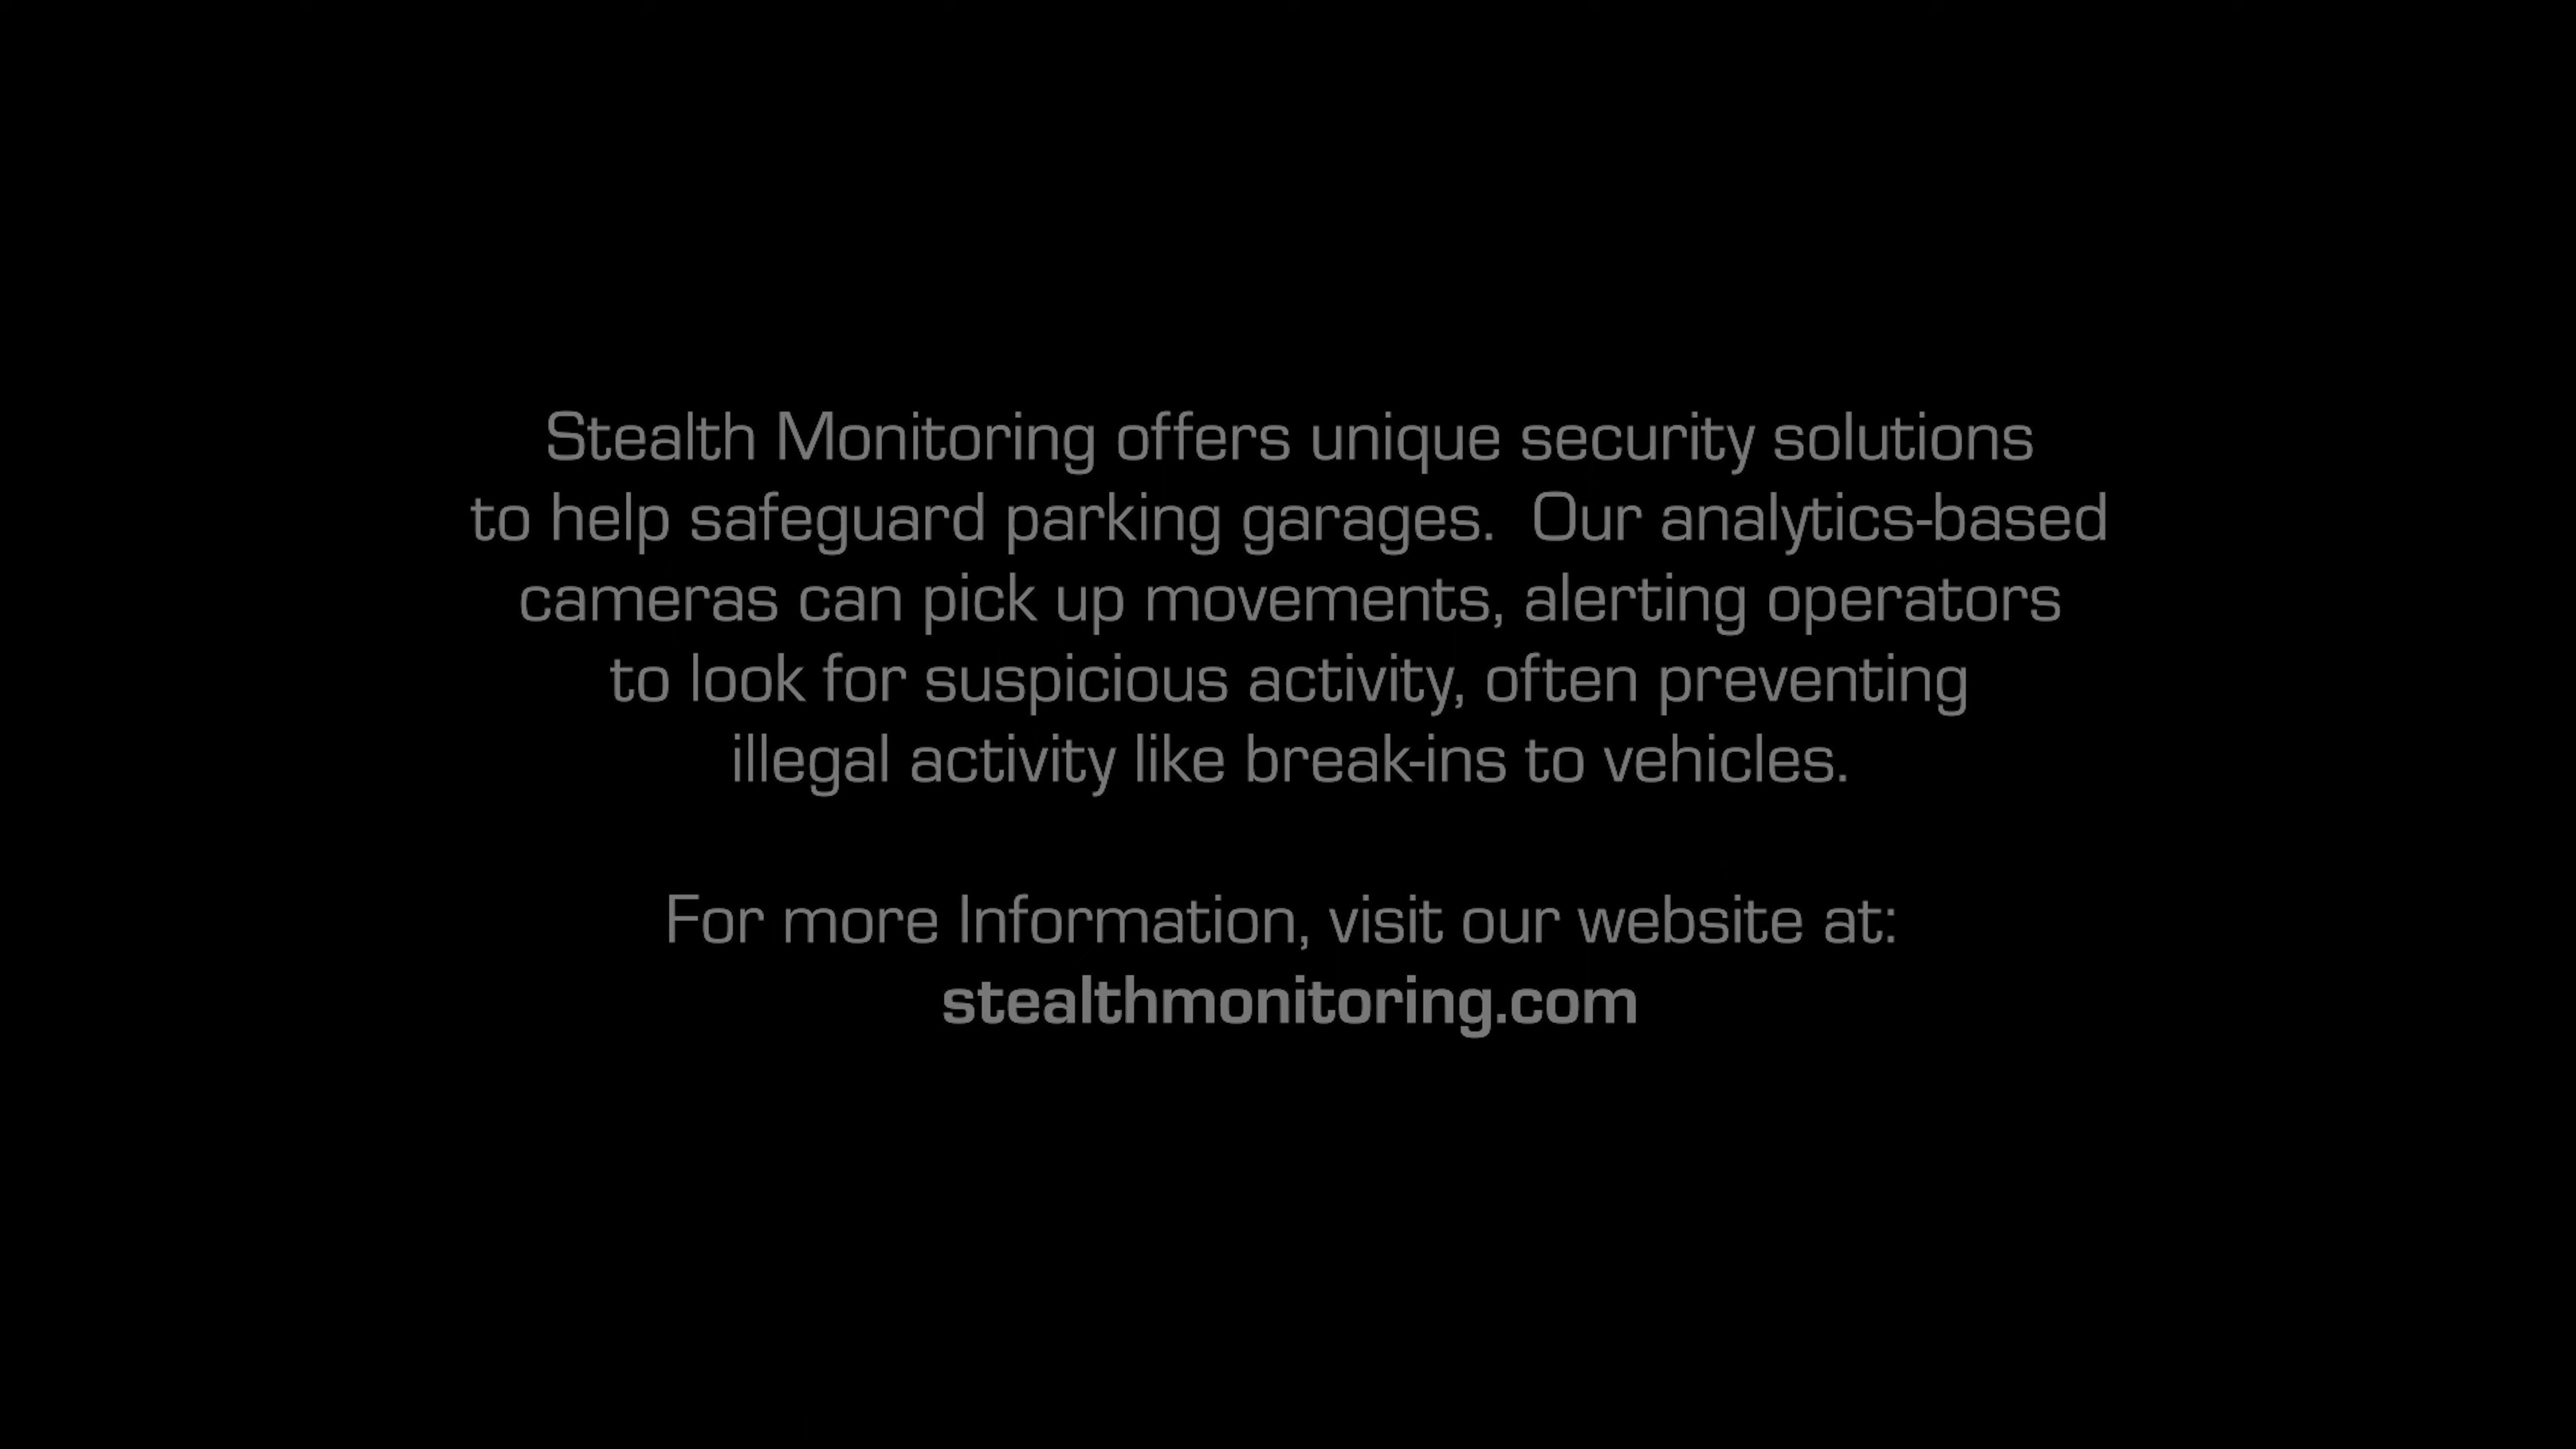 Stealth Monitoring offers unique security solutions
to help safeguard parking garages.  Our analytics-based
cameras can pick up movements, alerting operators
to look for suspicious activity, often preventing
illegal activity like break-ins to vehicles.
For more Information, visit our website at:
stealthmonitoring.com